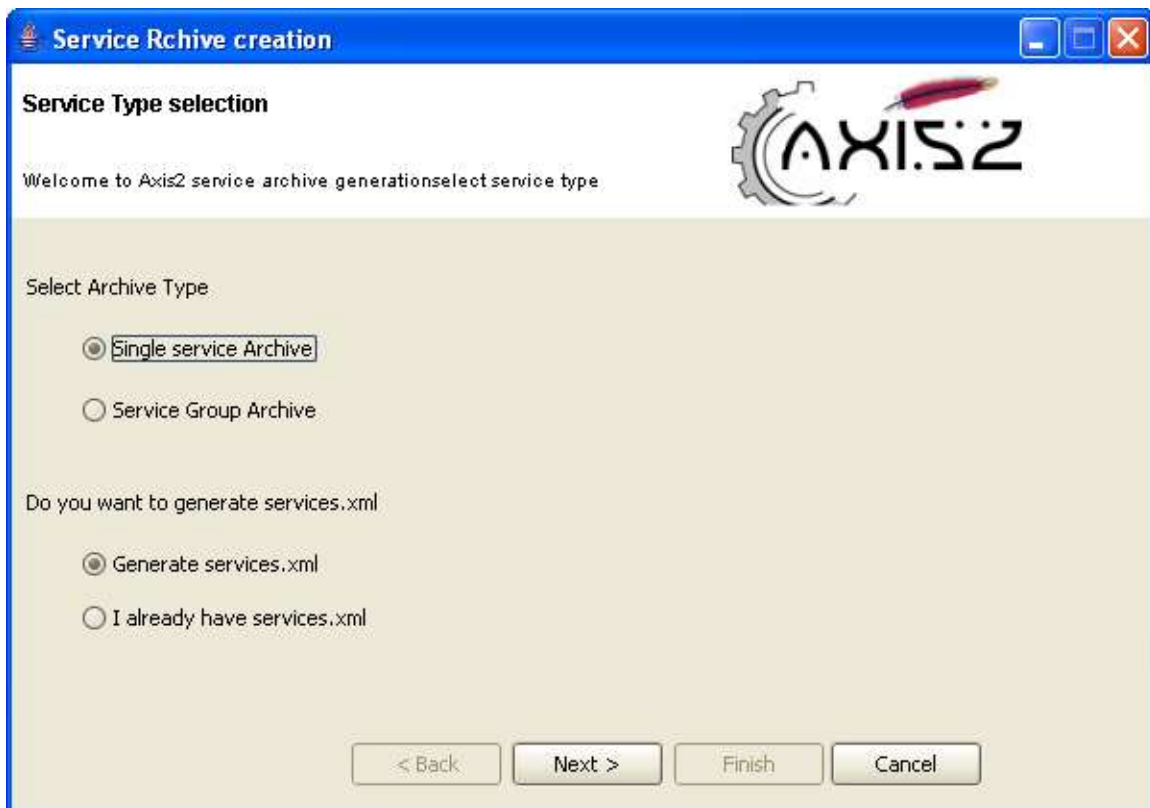 Service Rchive creation
Service Type selection
AXIS2
Welcome to Axis2 service archive generationselect service type
Select Archive Type
Single service Archive
Service Group Archive
Do you want to generate services.xml
Generate services.xml
I already have services.xml
< Back
Next >
Finish
Cancel